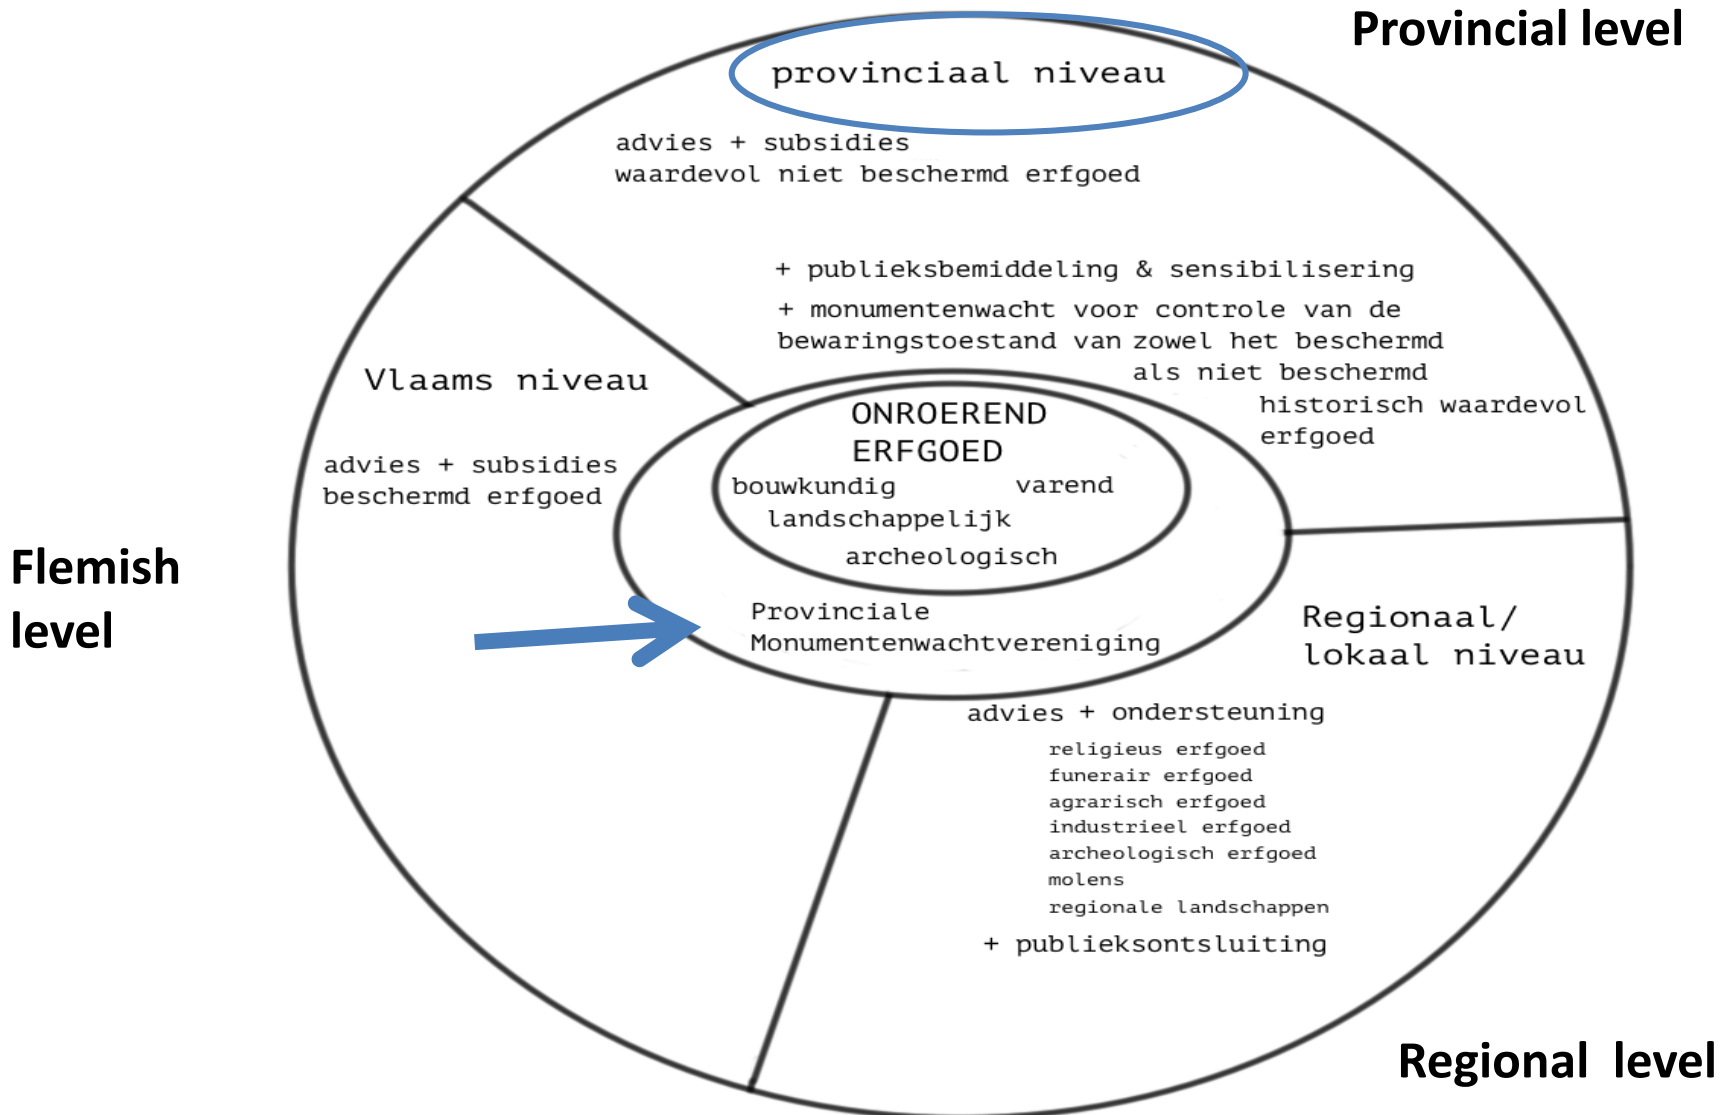 Provincial level
provinciaal niveau
advies + subsidies
waardevol niet beschermd erfgoed
+ publieksbemiddeling & sensibilisering
+ monumentenwacht voor controle van de
bewaringstoestand van zowel het beschermd
als niet beschermd
historisch waardevol
erfgoed
Vlaams niveau
advies + subsidies
beschermd erfgoed
Flemish
level
ONROEREND
ERFGOED
bouwkundig varend
landschappelijk
archeologisch
Provinciale
Monumentenwachtvereniging
Regionaal/
lokaal niveau
advies + ondersteuning
religieus erfgoed
funerair erfgoed
agrarisch erfgoed
industrieel erfgoed
archeologisch erfgoed
molens
regionale landschappen
+ publieksontsluiting
Regional level